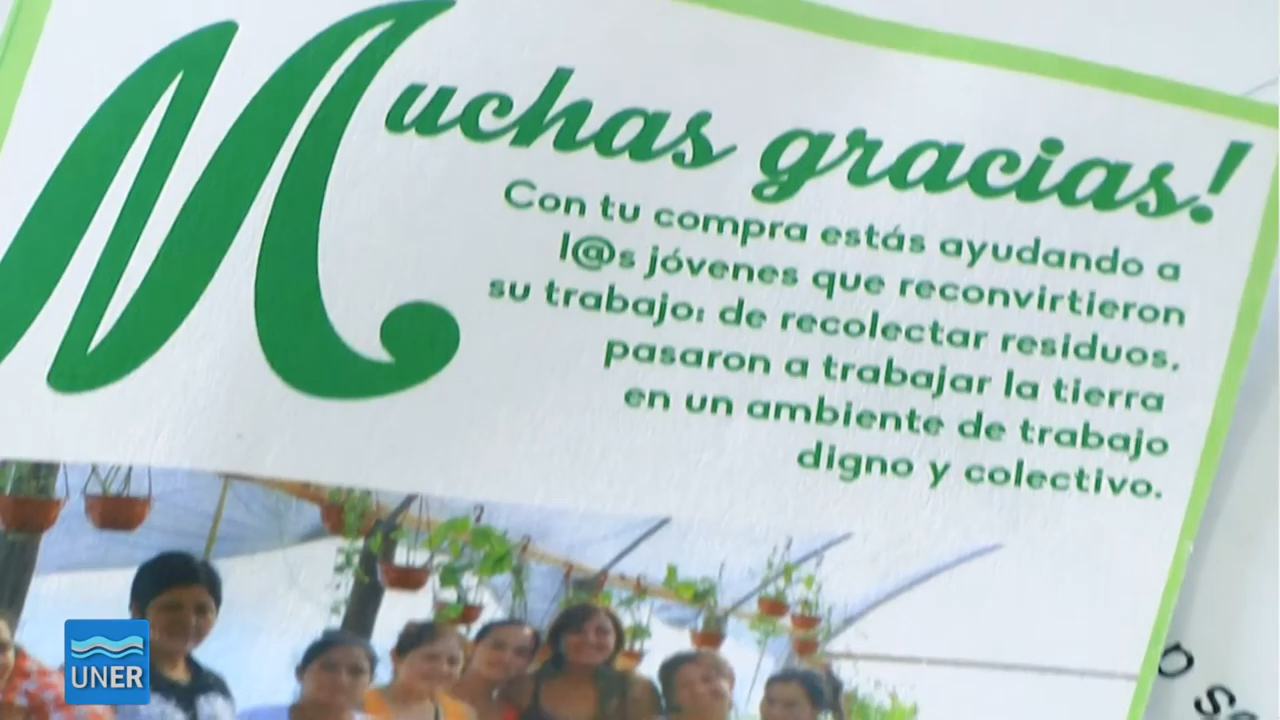 Muchas gracias!
Con tu compra estás ayudando a
l@s jóvenes que reconvirtieron
su trabajo: de recolectar residuos,
pasaron a trabajar la tierra
en un ambiente de trabajo
digno y colectivo.
UNER